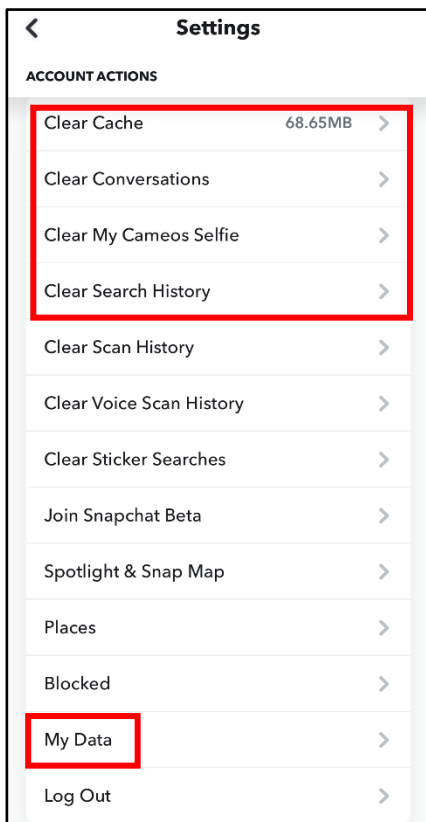 Settings
ACCOUNT ACTIONS
Clear Cache 68.65MB
Clear Conversations
Clear My Cameos Selfie
Clear Search History
Clear Scan History
Clear Voice Scan History
Clear Sticker Searches
Join Snapchat Beta
Spotlight & Snap Map
Places
Blocked
My Data
Log Out